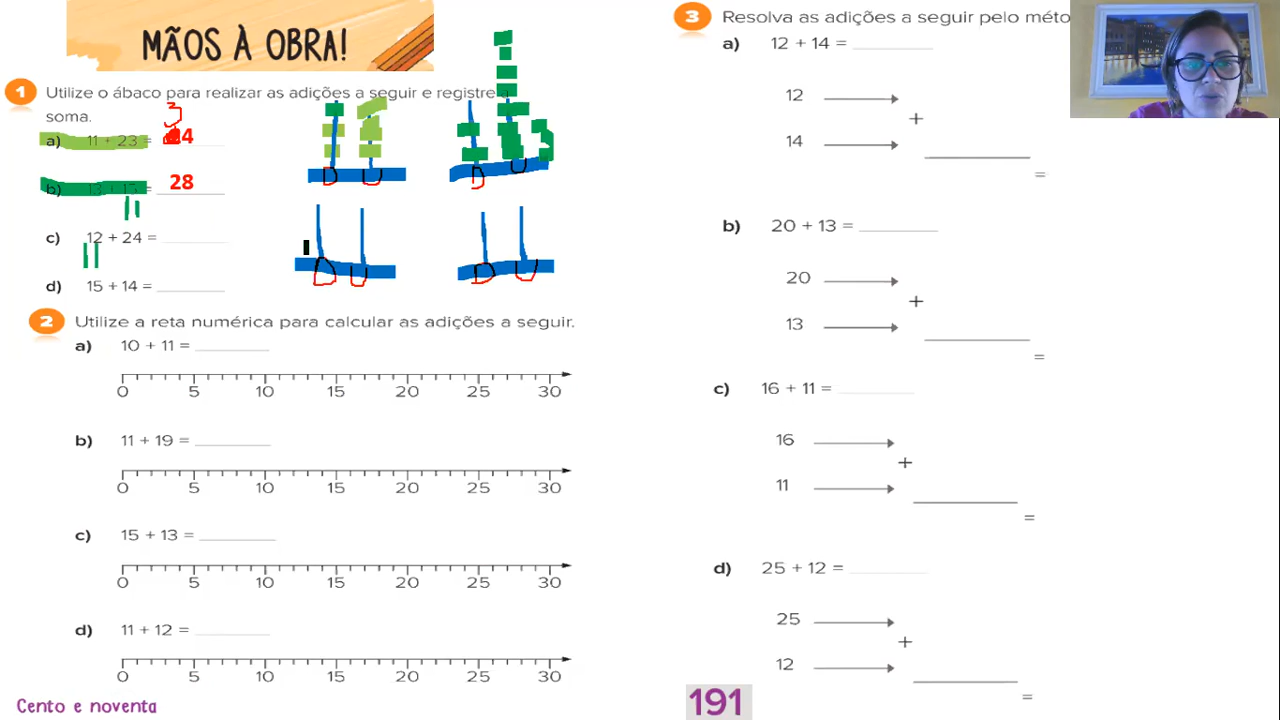 MÃOS À OBRA!
1 Utilize o ábaco para realizar as adições a seguir e registre a
soma.
a) 11 + 23 = 34
b) 13 + 15 = 28
c) 12 + 24 =
d) 15 + 14 =
D U
D U
D U
D U
2 Utilize a reta numérica para calcular as adições a seguir.
a) 10 + 11 =
0 5 10 15 20 25 30
b) 11 + 19 =
0 5 10 15 20 25 30
c) 15 + 13 =
0 5 10 15 20 25 30
d) 11 + 12 =
0 5 10 15 20 25 30
Cento e noventa
3 Resolva as adições a seguir pelo méto
a) 12 + 14 =
12
+
14
=
b) 20 + 13 =
20
+
13
=
c) 16 + 11 =
16
+
11
=
d) 25 + 12 =
25
+
12
=
191